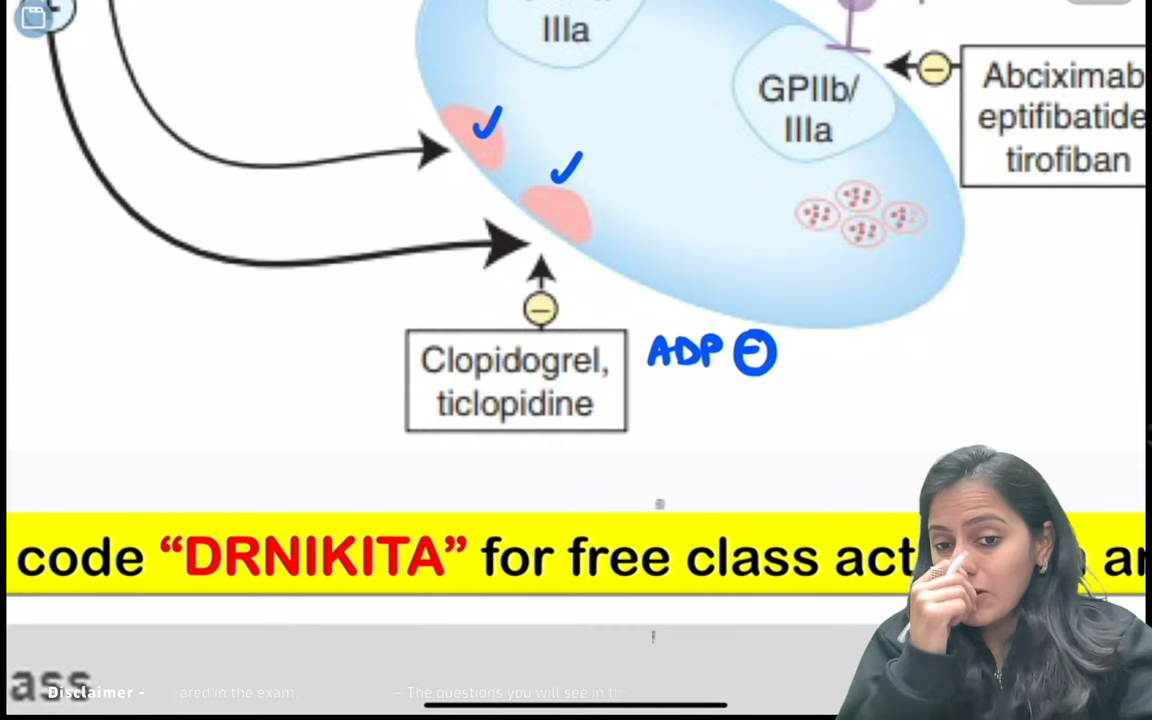 IIIa
GPIIb/
IIIa
Abciximab
eptifibatide
tirofiban
Clopidogrel,
ticlopidine
ADP
code “DRNIKITA” for free class act
ass
Disclaimer -
ared in the exam.
– The questions you will see in th